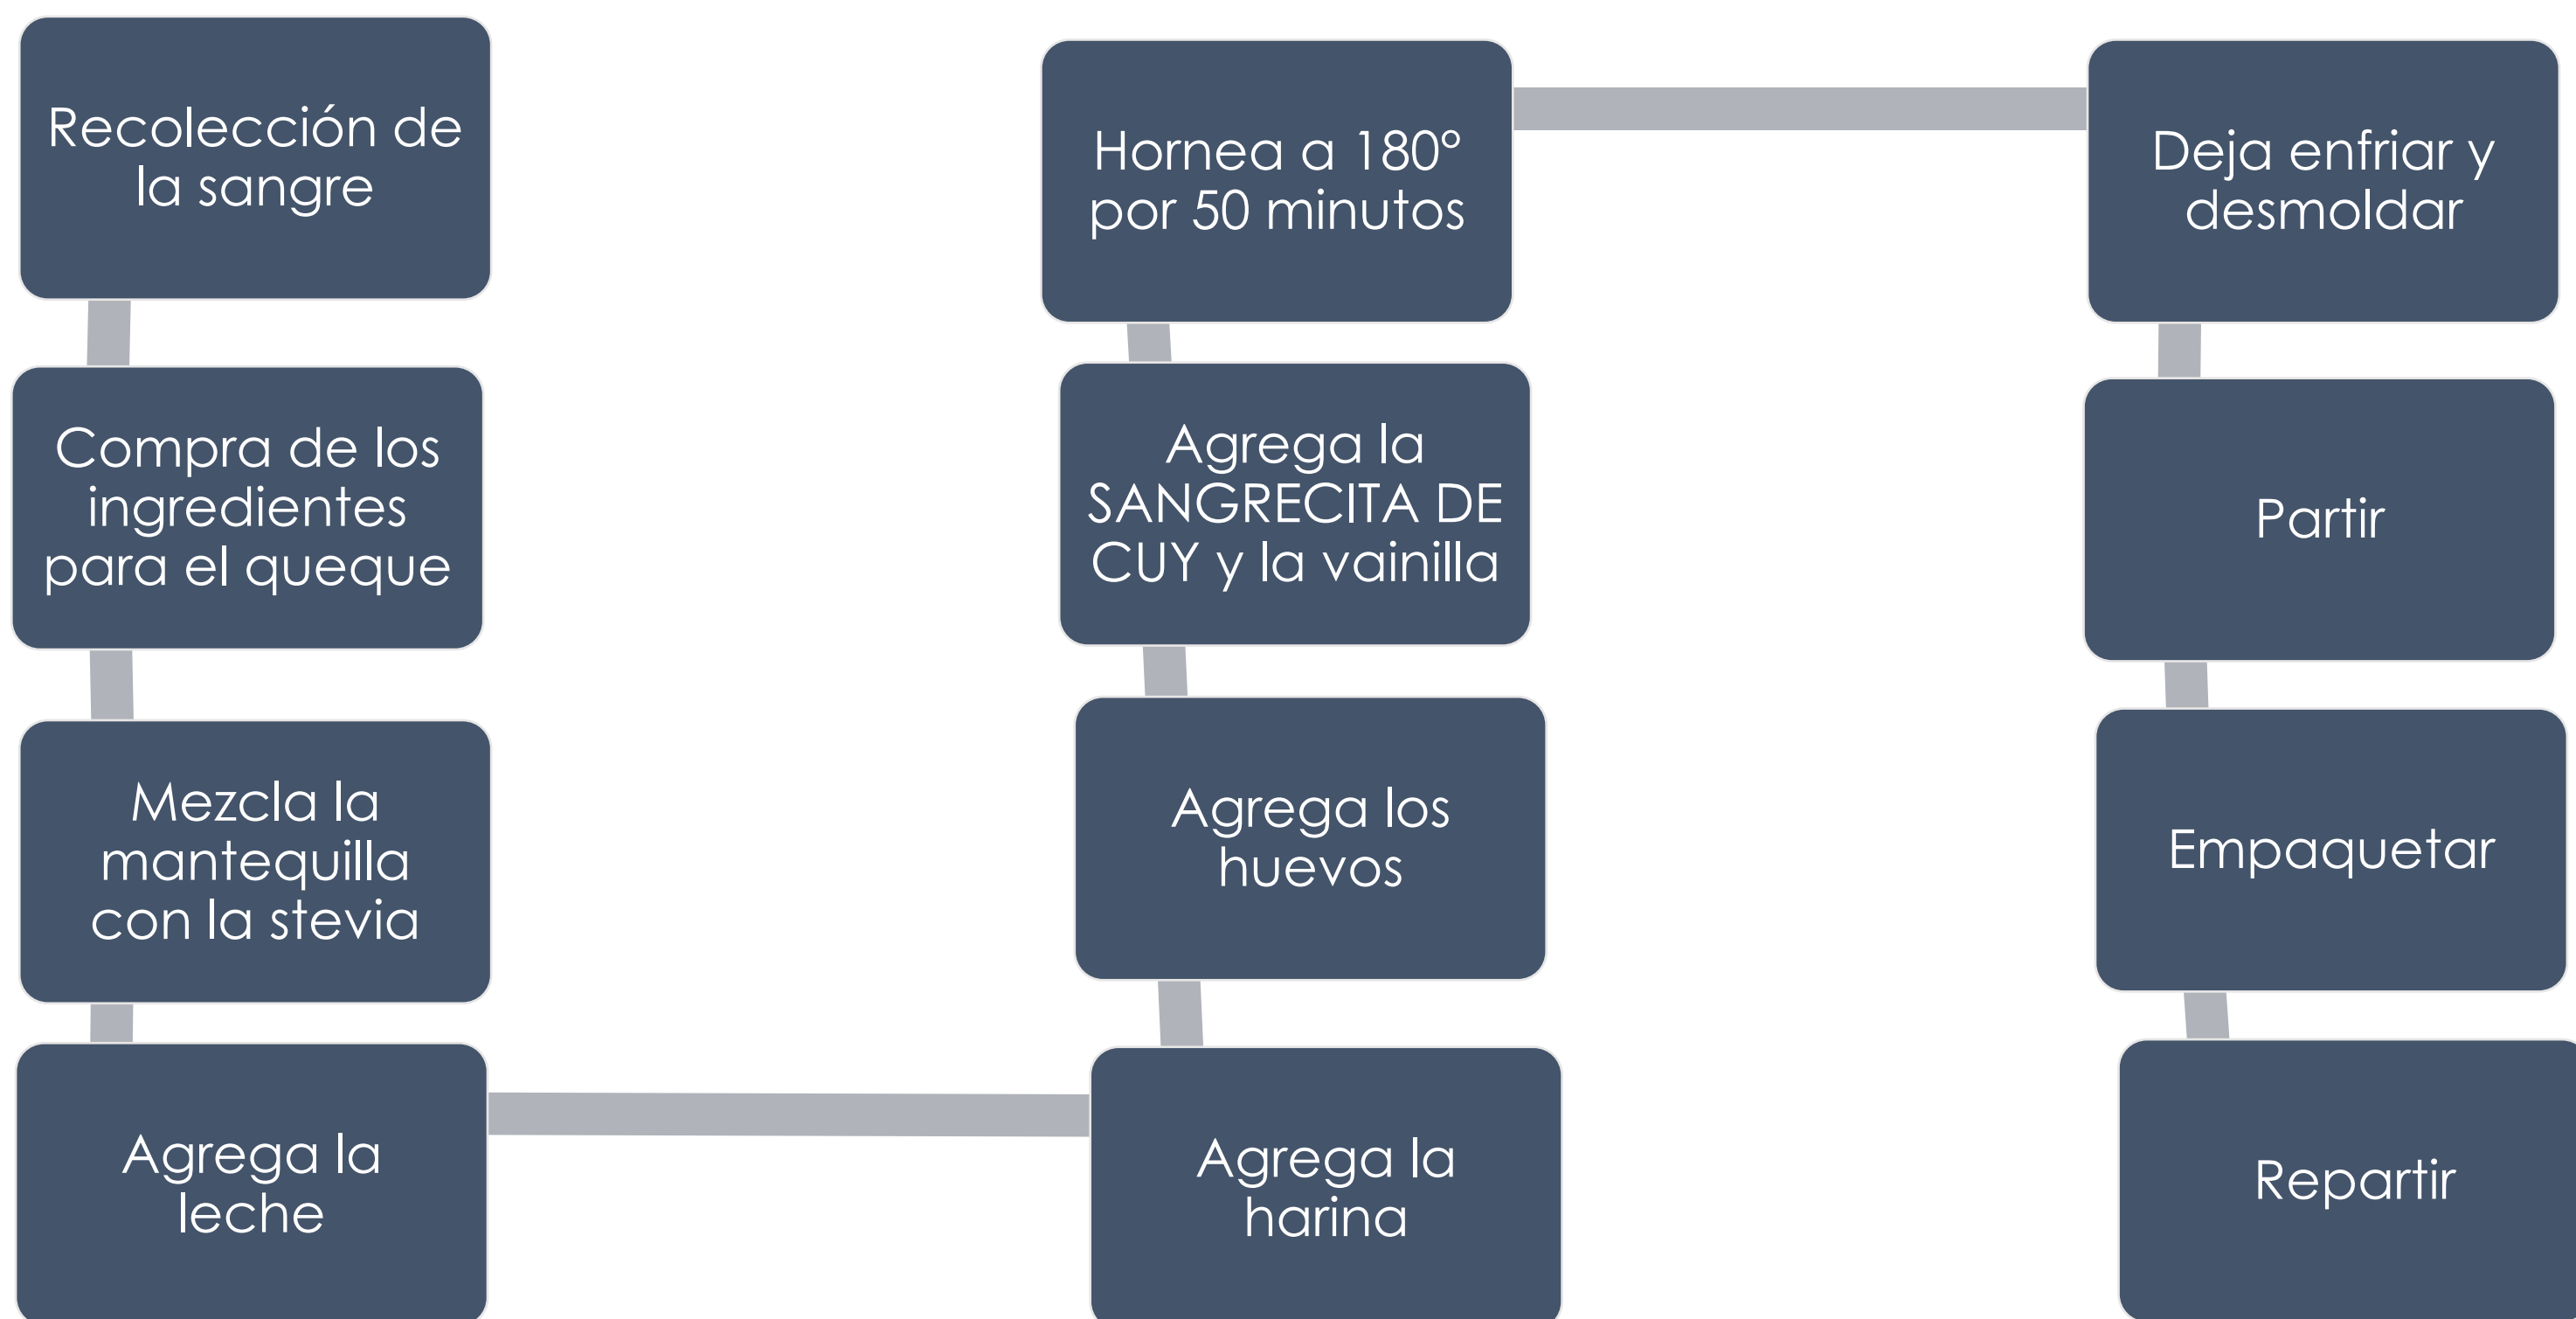 Recolección de
la sangre
Compra de los
ingredientes
para el queque
Mezcla la
mantequilla
con la stevia
Agrega la
leche
Agrega la
harina
Agrega los
huevos
Agrega la
SANGRECITA DE
CUY y la vainilla
Hornea a 180°
por 50 minutos
Deja enfriar y
desmoldar
Partir
Empaquetar
Repartir